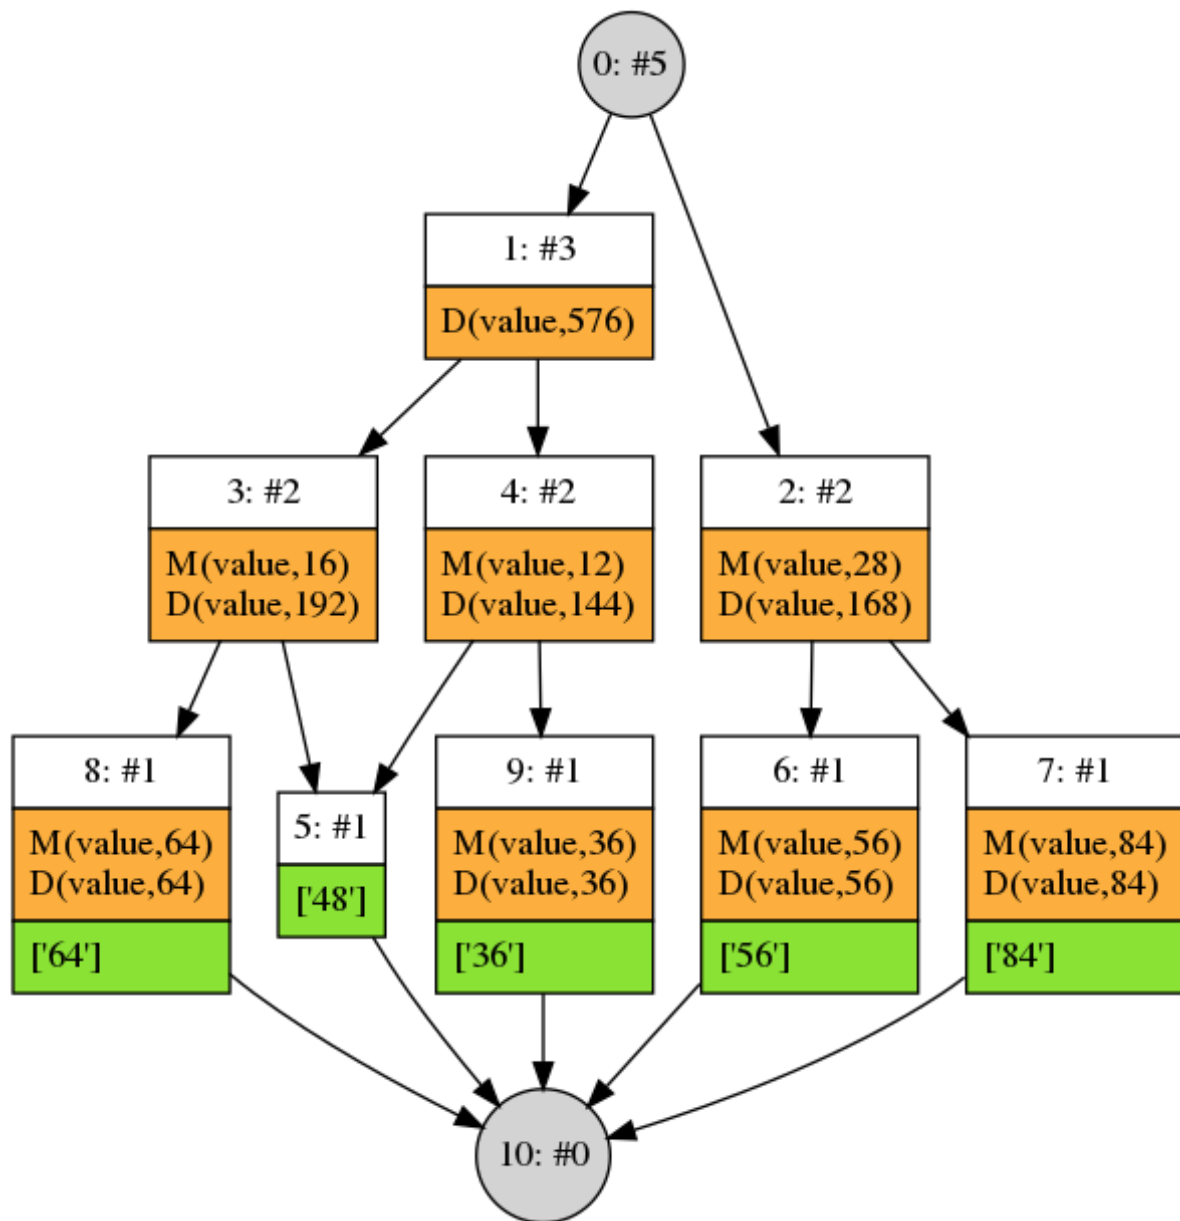 0: #5
1: #3
D(value,576)
3: #2
M(value,16)
D(value,192)
4: #2
M(value,12)
D(value,144)
2: #2
M(value,28)
D(value,168)
8: #1
M(value,64)
D(value,64)
['64']
5: #1
['48']
9: #1
M(value,36)
D(value,36)
['36']
6: #1
M(value,56)
D(value,56)
['56']
7: #1
M(value,84)
D(value,84)
['84']
10: #0